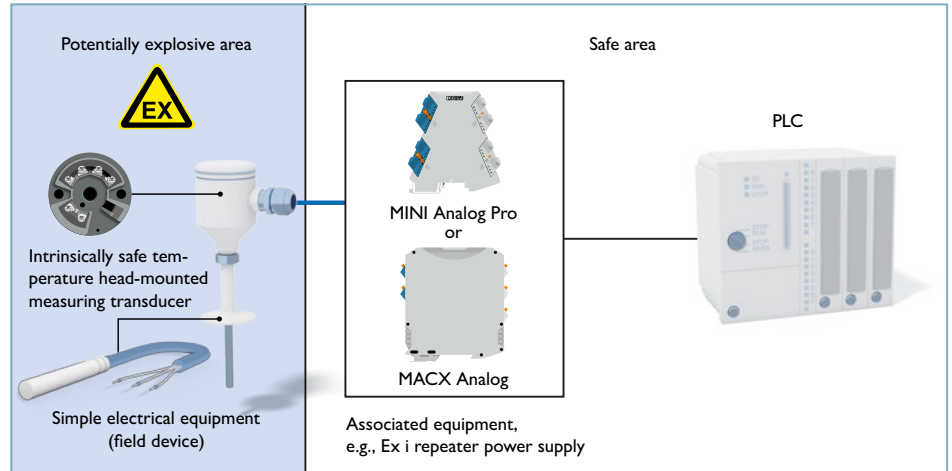 Potentially explosive area
Safe area
EX
PLC
MINI Analog Pro
or
Intrinsically safe tem-
perature head-mounted
measuring transducer
MACX Analog
Simple electrical equipment
(field device)
Associated equipment,
e.g., Ex i repeater power supply